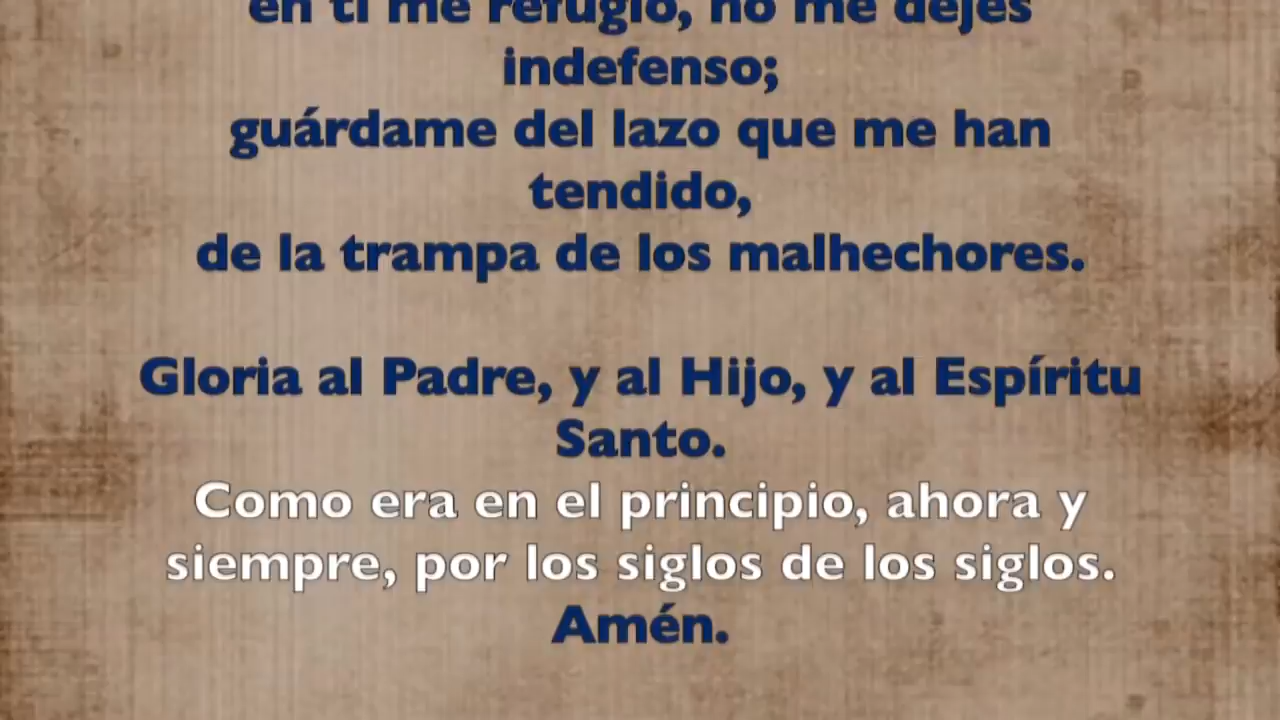 en ti me refugio, no me dejes
indefenso;
guárdame del lazo que me han
tendido,
de la trampa de los malhechores.
Gloria al Padre, y al Hijo, y al Espíritu
Santo.
Como era en el principio, ahora y
siempre, por los siglos de los siglos.
Amén.